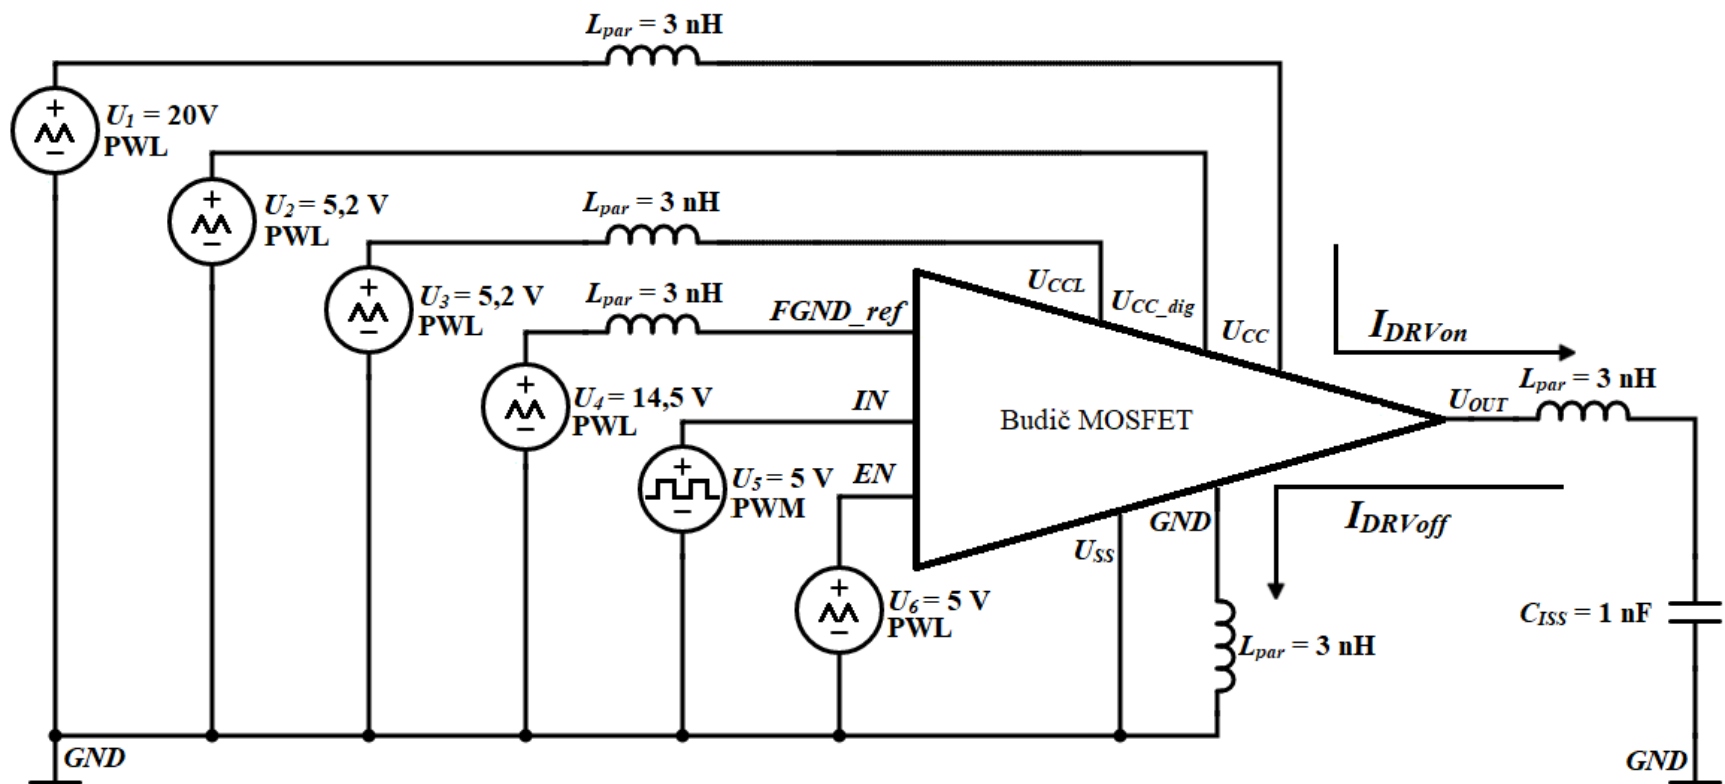 L_par = 3 nH
U_1 = 20V
PWL
U_2 = 5,2 V
PWL
L_par = 3 nH
U_3 = 5,2 V
PWL
L_par = 3 nH
FGND_ref
U_CCL
U_CC_dig
U_CC
I_DRVon
L_par = 3 nH
U_OUT
U_4 = 14,5 V
PWL
IN
Budič MOSFET
U_5 = 5 V
PWM
EN
U_SS
GND
I_DRVoff
U_6 = 5 V
PWL
L_par = 3 nH
C_ISS = 1 nF
GND
GND